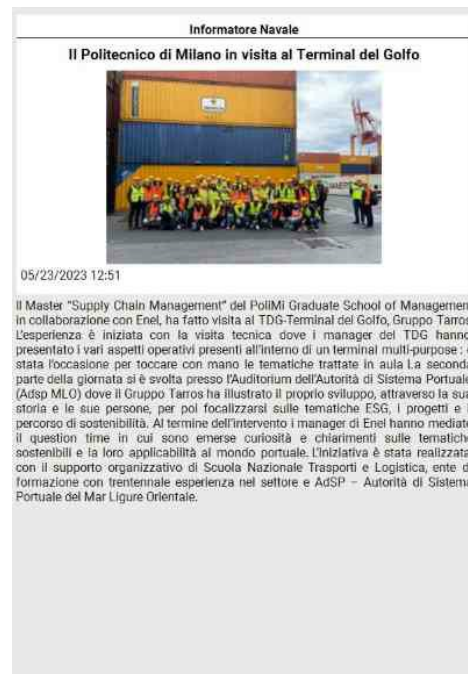 Informatore Navale
Il Politecnico di Milano in visita al Terminal del Golfo
05/23/2023 12:51
Il Master "Supply Chain Management" del PoliMi Graduate School of Managemen
in collaborazione con Enel, ha fatto visita al TDG-Terminal del Golfo, Gruppo Tarros
L'esperienza è iniziata con la visita tecnica dove i manager del TDG hanno
presentato i vari aspetti operativi presenti all'interno di un terminal multi-purpose :
stata l'occasione per toccare con mano le tematiche trattate in aula La seconda
parte della giornata si è svolta presso l'Auditorium dell'Autorità di Sistema Portuale
(Adsp MLO) dove il Gruppo Tarros ha illustrato il proprio sviluppo, attraverso la sua
storia e le sue persone, per poi focalizzarsi sulle tematiche ESG, i progetti e i
percorso di sostenibilità. Al termine dell'intervento i manager di Enel hanno mediato
il question time in cui sono emerse curiosità e chiarimenti sulle tematiche
sostenibili e la loro applicabilità al mondo portuale. L'iniziativa è stata realizzata
con il supporto organizzativo di Scuola Nazionale Trasporti e Logistica, ente d
formazione con trentennale esperienza nel settore e AdSP – Autorità di Sistema
Portuale del Mar Ligure Orientale.